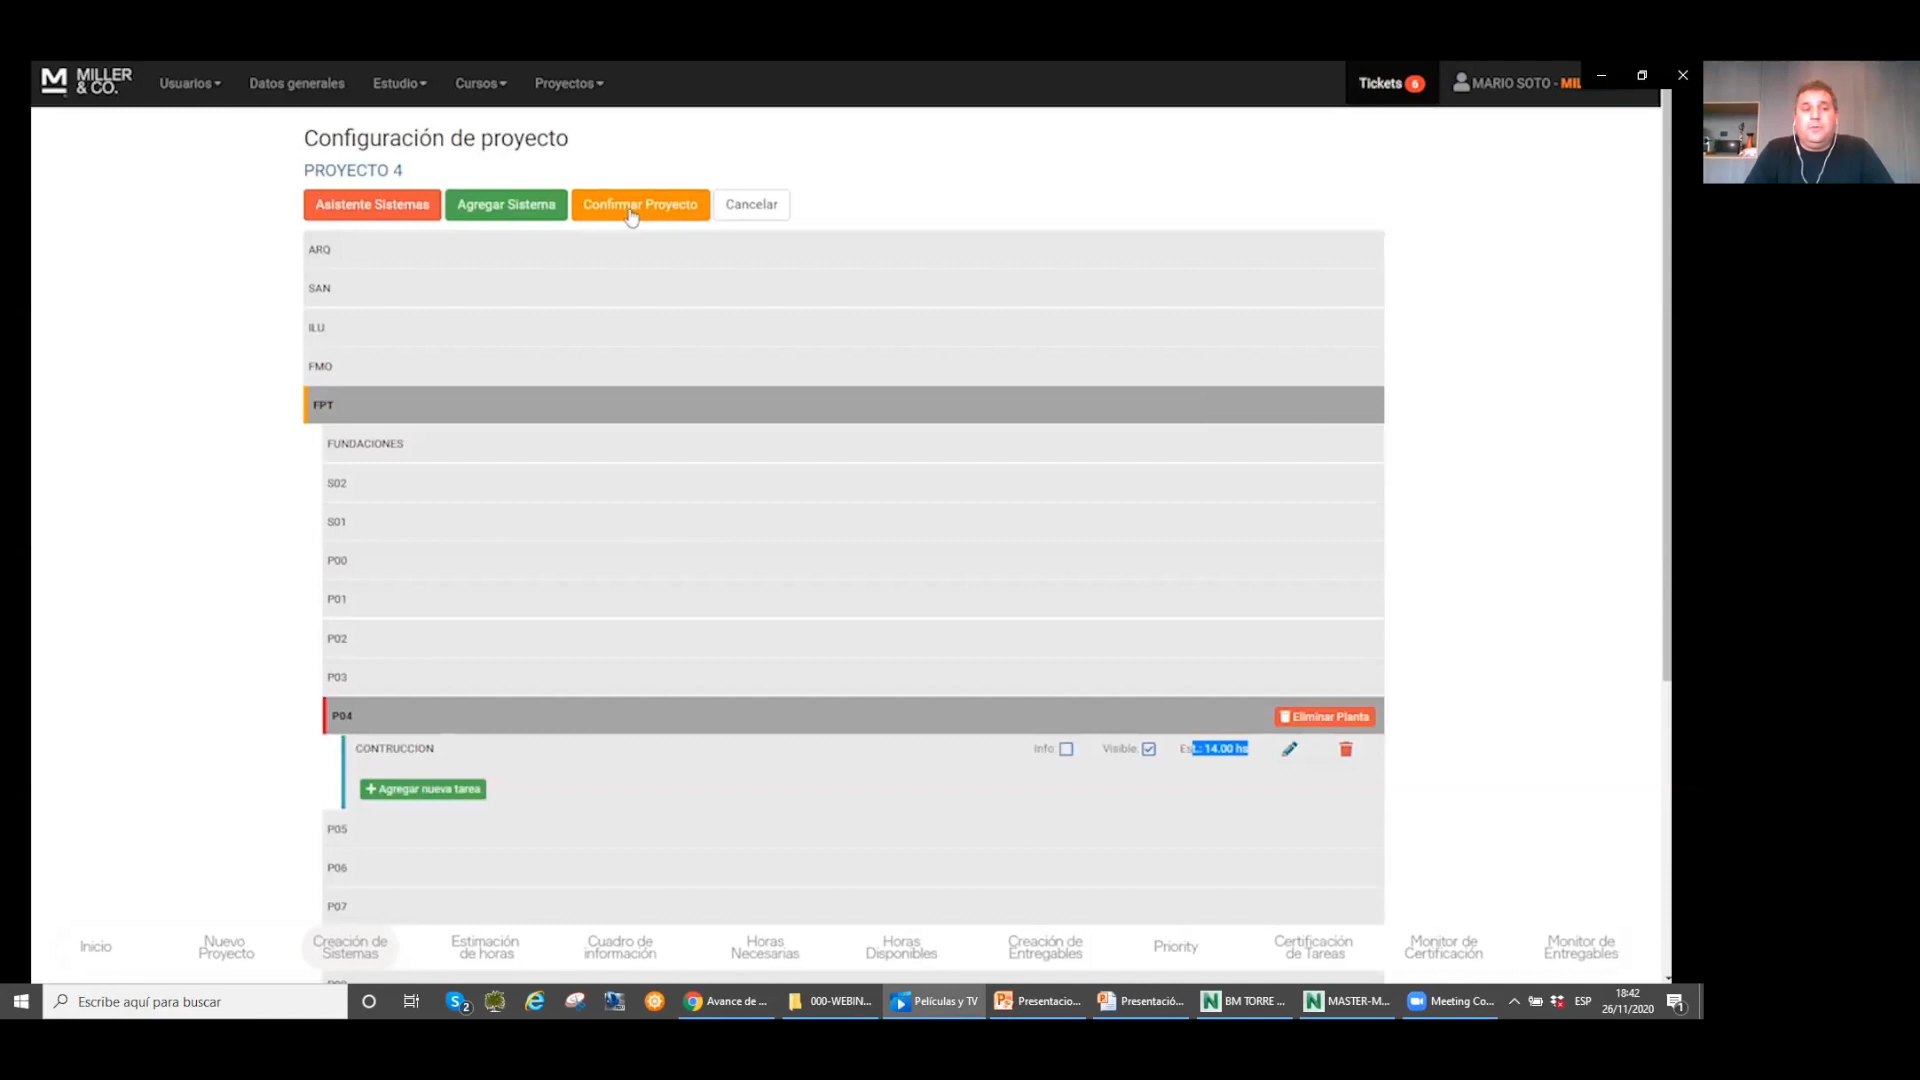 MILLER
& CO.
Usuarios
Datos generales
Estudio
Cursos
Proyectos
Tickets 6
MARIO SOTO - MIL
Configuración de proyecto
PROYECTO 4
Asistente Sistemas
Agregar Sistema
Confirmar Proyecto
Cancelar
ARQ
SAN
ILU
FMO
FPT
FUNDACIONES
S02
S01
P00
P01
P02
P03
P04
Eliminar Planta
CONTRUCCION
Info:
Visible:
Est.: 14.00 hs
+ Agregar nueva tarea
P05
P06
P07
Inicio
Nuevo
Proyecto
Creación de
Sistemas
Estimación
de horas
Cuadro de
información
Horas
Necesarias
Horas
Disponibles
Creación de
Entregables
Priority
Certificación
de Tareas
Monitor de
Certificación
Monitor de
Entregables
Escribe aquí para buscar
2
Avance de ...
000-WEBIN...
Películas y TV
Presentacio...
Presentació...
BM TORRE ...
MASTER-M...
Meeting Co...
ESP
18:42
26/11/2020
1